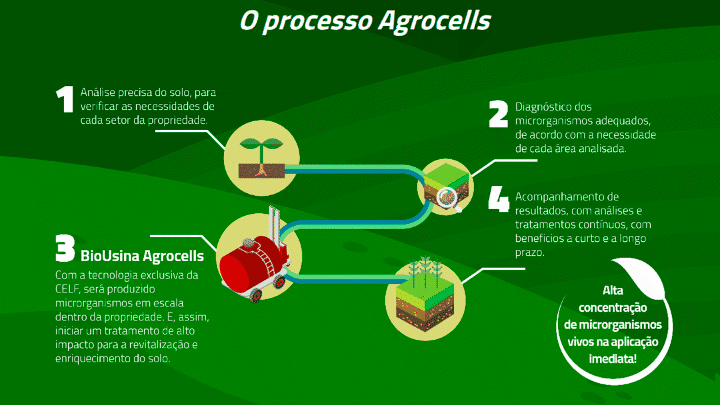 O processo Agrocells
1
Análise precisa do solo, para
verificar as necessidades de
cada setor da propriedade.
2
Diagnóstico dos
microrganismos adequados,
de acordo com a necessidade
de cada área analisada.
3
BioUsina Agrocells
Com a tecnologia exclusiva da
CELF, será produzido
microrganismos em escala
dentro da propriedade. E, assim,
iniciar um tratamento de alto
impacto para a revitalização e
enriquecimento do solo.
4
Acompanhamento de
resultados, com análises e
tratamentos contínuos, com
benefícios a curto e a longo
prazo.
Alta
concentração
de microrganismos
vivos na aplicação
imediata!